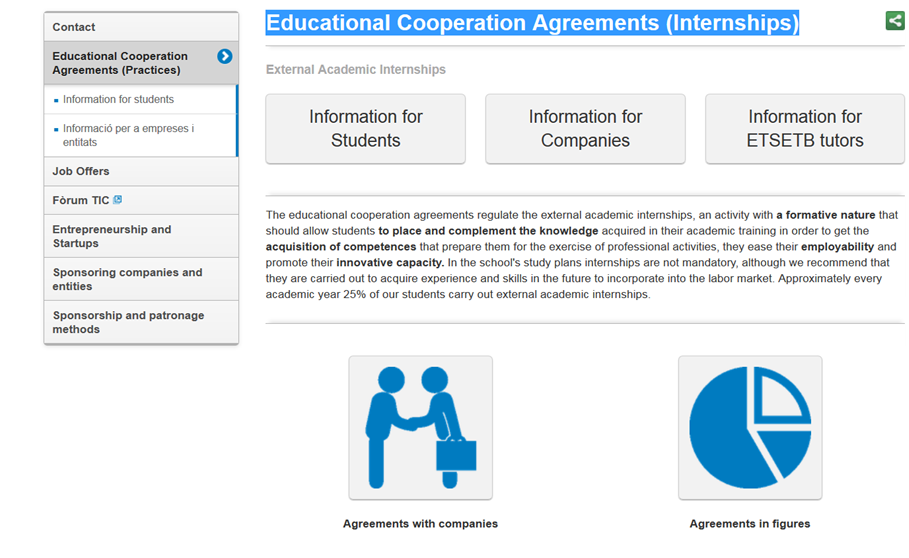 Contact
Educational Cooperation
Agreements (Practices)
Information for students
Informació per a empreses i
entitats
Job Offers
Fòrum TIC
Entrepreneurship and
Startups
Sponsoring companies and
entities
Sponsorship and patronage
methods
Educational Cooperation Agreements (Internships)
External Academic Internships
Information for
Students
Information for
Companies
Information for
ETSETB tutors
The educational cooperation agreements regulate the external academic internships, an activity with a formative nature that
should allow students to place and complement the knowledge acquired in their academic training in order to get the
acquisition of competences that prepare them for the exercise of professional activities, they ease their employability and
promote their innovative capacity. In the school's study plans internships are not mandatory, although we recommend that
they are carried out to acquire experience and skills in the future to incorporate into the labor market. Approximately every
academic year 25% of our students carry out external academic internships.
Agreements with companies
Agreements in figures